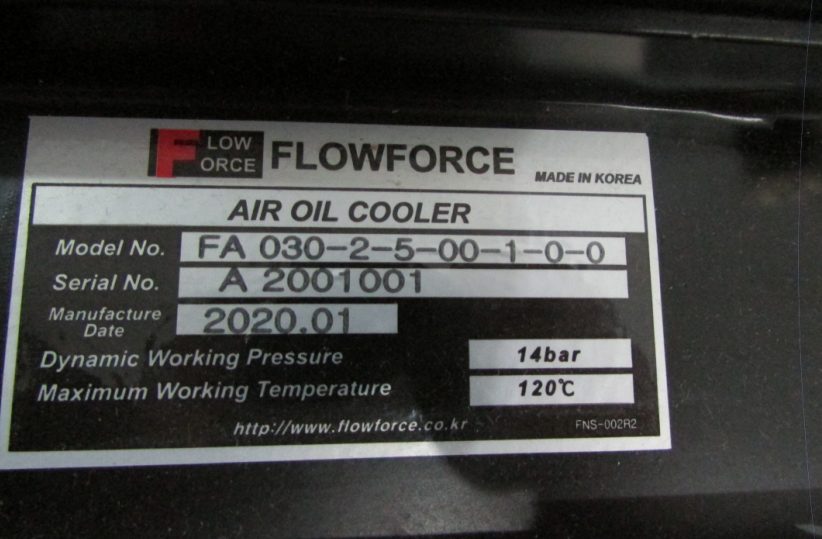 FLOW FORCE FLOWFORCE MADE IN KOREA
AIR OIL COOLER
Model No. FA 030-2-5-00-1-0-0
Serial No. A 2001001
Manufacture Date 2020.01
Dynamic Working Pressure 14bar
Maximum Working Temperature 120℃
http://www.flowforce.co.kr FNS-002R2